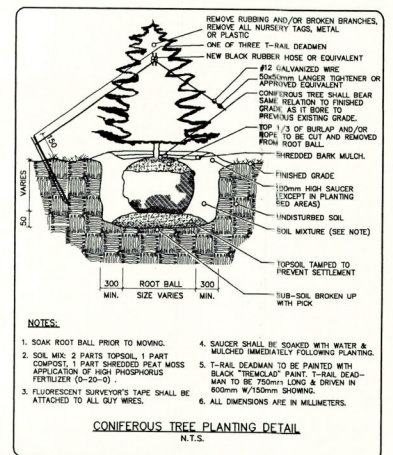 REMOVE RUBBING AND/OR BROKEN BRANCHES,
REMOVE ALL NURSERY TAGS, METAL
OR PLASTIC
ONE OF THREE T-RAIL DEADMEN
NEW BLACK RUBBER HOSE OR EQUIVALENT
#12 GALVANIZED WIRE
50x50mm LANGER TIGHTENER OR
APPROVED EQUIVALENT
CONIFEROUS TREE SHALL BEAR
SAME RELATION TO FINISHED
GRADE AS IT BORE TO
PREVIOUS EXISTING GRADE.
TOP 1/3 OF BURLAP AND/OR
ROPE TO BE CUT AND REMOVED
FROM ROOT BALL.
SHREDDED BARK MULCH.
FINISHED GRADE
100mm HIGH SAUCER
(EXCEPT IN PLANTING
BED AREAS)
UNDISTURBED SOIL
SOIL MIXTURE (SEE NOTE)
TOPSOIL TAMPED TO
PREVENT SETTLEMENT
SUB-SOIL BROKEN UP
WITH PICK
150
VARIES
50
300
MIN.
ROOT BALL
SIZE VARIES
300
MIN.
NOTES:
1. SOAK ROOT BALL PRIOR TO MOVING.
2. SOIL MIX: 2 PARTS TOPSOIL, 1 PART
COMPOST, 1 PART SHREDED PEAT MOSS
APPLICATION OF HIGH PHOSPHORUS
FERTILIZER (0-20-0) .
3. FLUORESCENT SURVEYOR'S TAPE SHALL BE
ATTACHED TO ALL GUY WIRES.
4. SAUCER SHALL BE SOAKED WITH WATER &
MULCHED IMMEDIATELY FOLLOWING PLANTING.
5. T-RAIL DEADMAN TO BE PAINTED WITH
BLACK "TREMCLAD" PAINT. T-RAIL DEAD-
MAN TO BE 750mm LONG & DRIVEN IN
600mm W/150mm SHOWING.
6. ALL DIMENSIONS ARE IN MILLIMETERS.
CONIFEROUS TREE PLANTING DETAIL
N.T.S.